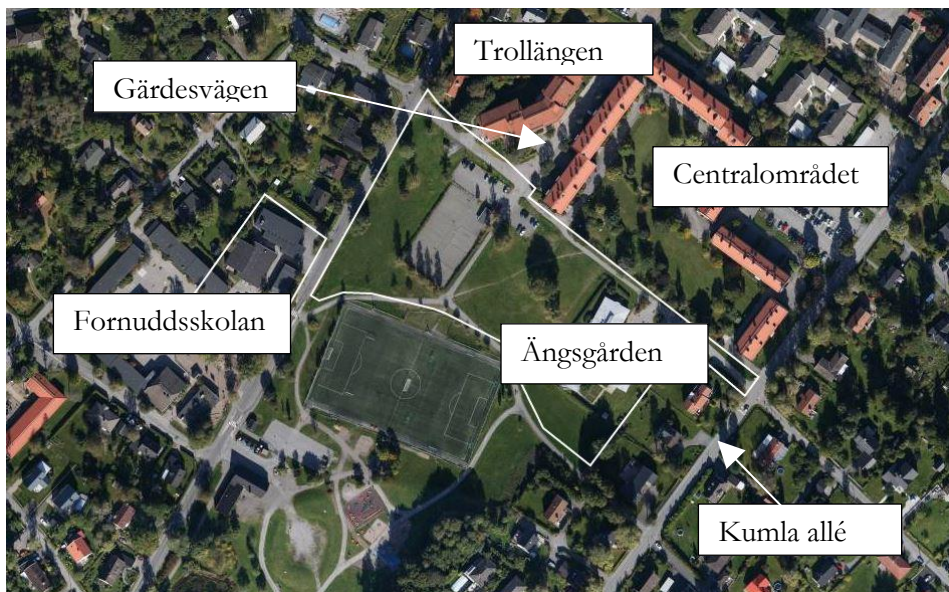 Trollängen
Gärdesvägen
Centralområdet
Fornuddsskolan
Ängsgården
Kumla allé